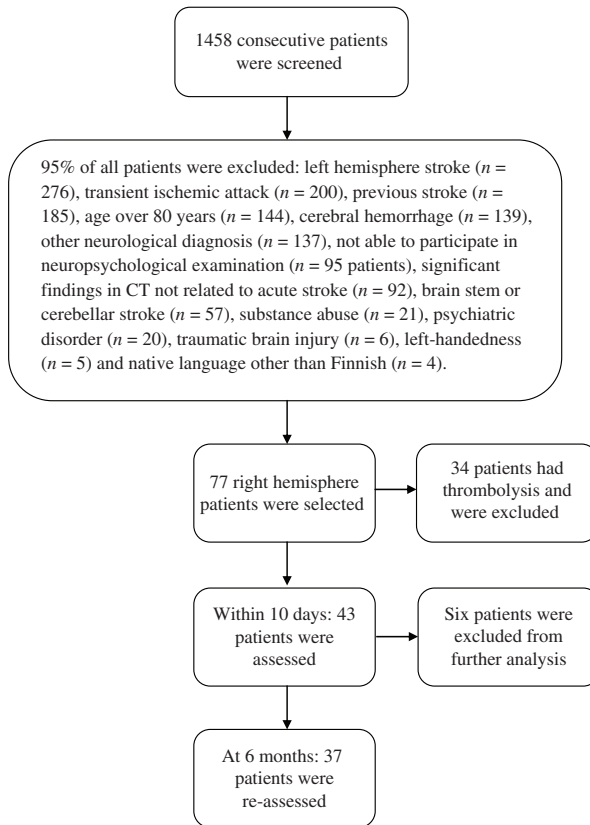 1458 consecutive patients
were screened
95% of all patients were excluded: left hemisphere stroke (n =
276), transient ischemic attack (n = 200), previous stroke (n =
185), age over 80 years (n = 144), cerebral hemorrhage (n = 139),
other neurological diagnosis (n = 137), not able to participate in
neuropsychological examination (n = 95 patients), significant
findings in CT not related to acute stroke (n = 92), brain stem or
cerebellar stroke (n = 57), substance abuse (n = 21), psychiatric
disorder (n = 20), traumatic brain injury (n = 6), left-handedness
(n = 5) and native language other than Finnish (n = 4).
77 right hemisphere
patients were selected
34 patients had
thrombolysis and
were excluded
Within 10 days: 43
patients were
assessed
Six patients were
excluded from
further analysis
At 6 months: 37
patients were
re-assessed